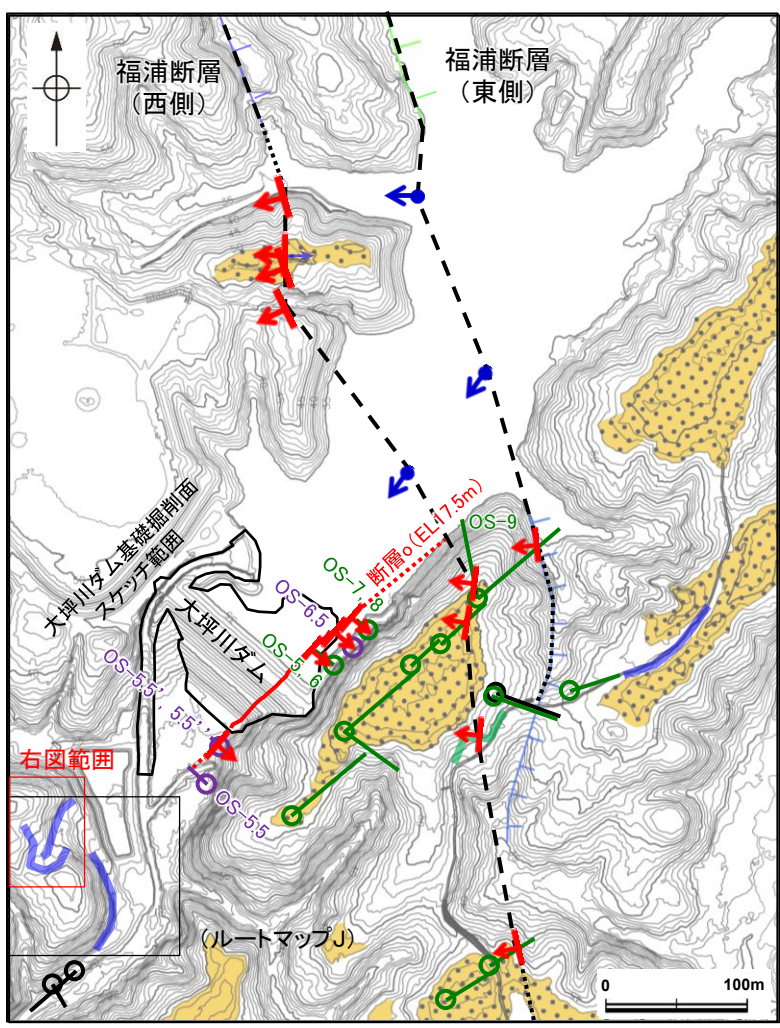 福浦断層
（西側）
福浦断層
（東側）
断層o(EL17.5m)
OS-9
OS-7, 8
OS-6.5
OS-5, 6
大坪川ダム基礎掘削面
スケッチ範囲
大坪川ダム
OS-5.5', 5.5''
OS-5.5
右図範囲
(ルートマップJ)
0 100m